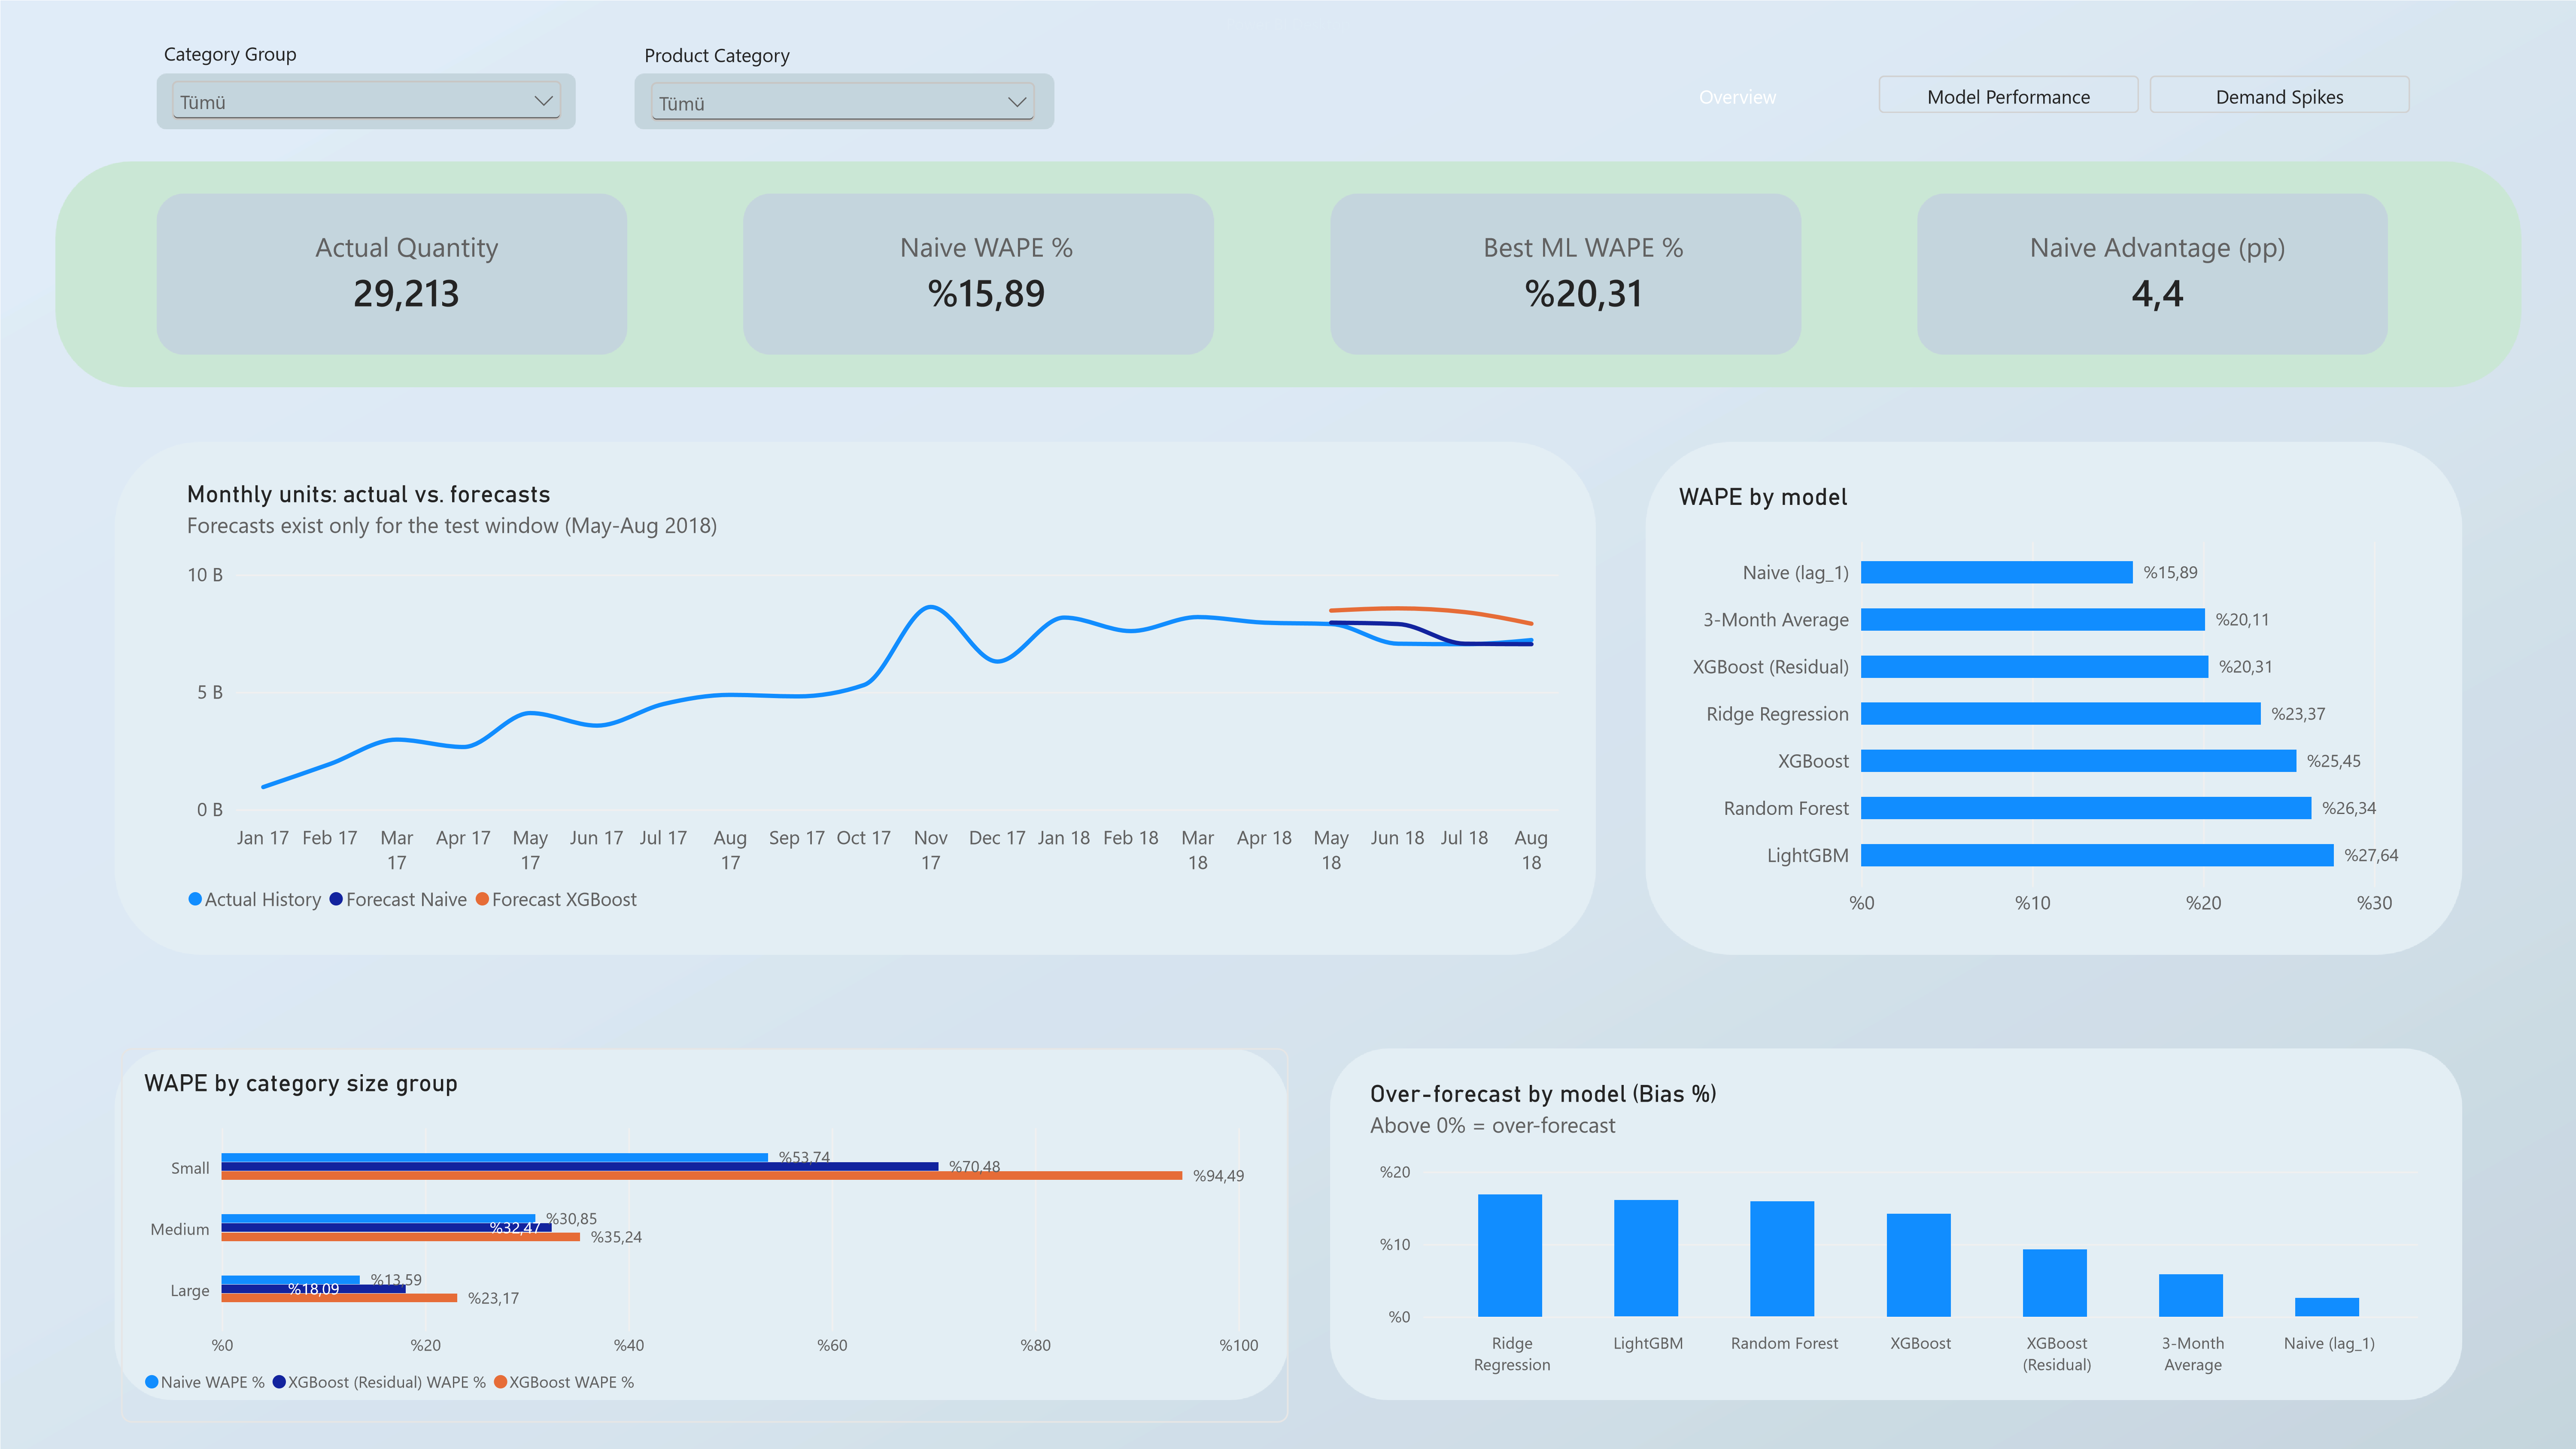 Category Group
Product Category
Tümü
Tümü
Overview
Model Performance
Demand Spikes
Actual Quantity
29,213
Naive WAPE %
%15,89
Best ML WAPE %
%20,31
Naive Advantage (pp)
4,4
Monthly units: actual vs. forecasts
Forecasts exist only for the test window (May-Aug 2018)
10 B
5 B
0 B
Jan 17
Feb 17
Mar 17
Apr 17
May 17
Jun 17
Jul 17
Aug 17
Sep 17
Oct 17
Nov 17
Dec 17
Jan 18
Feb 18
Mar 18
Apr 18
May 18
Jun 18
Jul 18
Aug 18
Actual History
Forecast Naive
Forecast XGBoost
WAPE by model
Naive (lag_1) %15,89
3-Month Average %20,11
XGBoost (Residual) %20,31
Ridge Regression %23,37
XGBoost %25,45
Random Forest %26,34
LightGBM %27,64
%0 %10 %20 %30
WAPE by category size group
Small
%53,74
%70,48
%94,49
Medium
%30,85
%32,47
%35,24
Large
%13,59
%18,09
%23,17
%0 %20 %40 %60 %80 %100
Naive WAPE %
XGBoost (Residual) WAPE %
XGBoost WAPE %
Over-forecast by model (Bias %)
Above 0% = over-forecast
%20
%10
%0
Ridge Regression
LightGBM
Random Forest
XGBoost
XGBoost (Residual)
3-Month Average
Naive (lag_1)